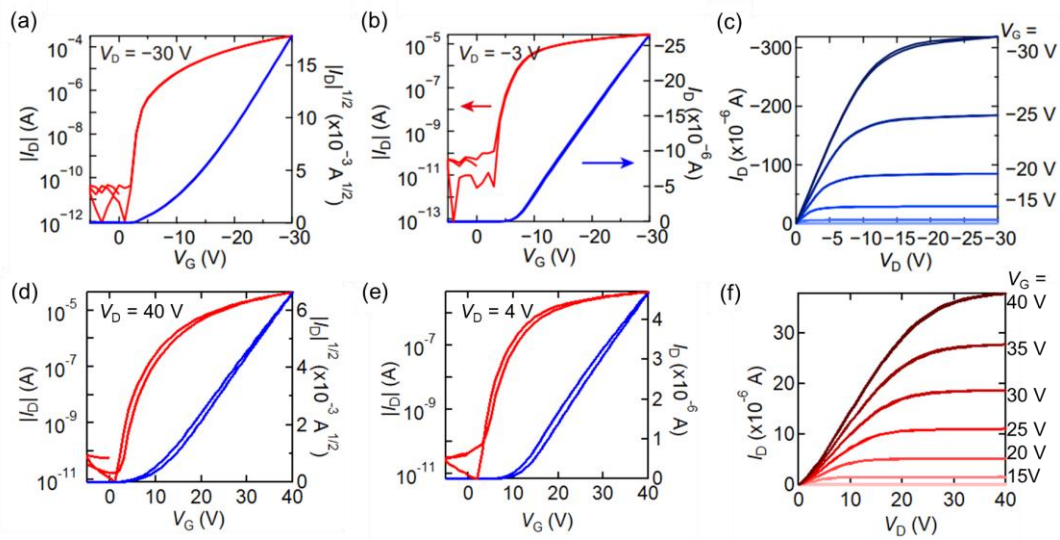 (a)
V_D = −30 V
10⁻⁴
10⁻⁶
10⁻⁸
10⁻¹⁰
10⁻¹²
|I_D| (A)
0
−10
−20
−30
V_G (V)
15
10
5
0
|I_D|^1/2 (x10⁻³ A^1/2)
(b)
V_D = −3 V
10⁻⁵
10⁻⁷
10⁻⁹
10⁻¹¹
10⁻¹³
|I_D| (A)
0
−10
−20
−30
V_G (V)
−25
−20
−15
−10
−5
0
I_D (x10⁻⁶ A)
(c)
−300
−200
−100
0
I_D (x10⁻⁶ A)
0
−5
−10
−15
−20
−25
−30
V_D (V)
V_G =
−30 V
−25 V
−20 V
−15 V
(d)
V_D = 40 V
10⁻⁵
10⁻⁷
10⁻⁹
10⁻¹¹
|I_D| (A)
0
10
20
30
40
V_G (V)
6
4
2
0
|I_D|^1/2 (x10⁻³ A^1/2)
(e)
V_D = 4 V
10⁻⁶
10⁻⁸
10⁻¹⁰
10⁻¹¹
|I_D| (A)
0
10
20
30
40
V_G (V)
4
3
2
1
0
I_D (x10⁻⁶ A)
(f)
30
20
10
0
I_D (x10⁻⁶ A)
0
10
20
30
40
V_D (V)
V_G =
40 V
35 V
30 V
25 V
20 V
15V